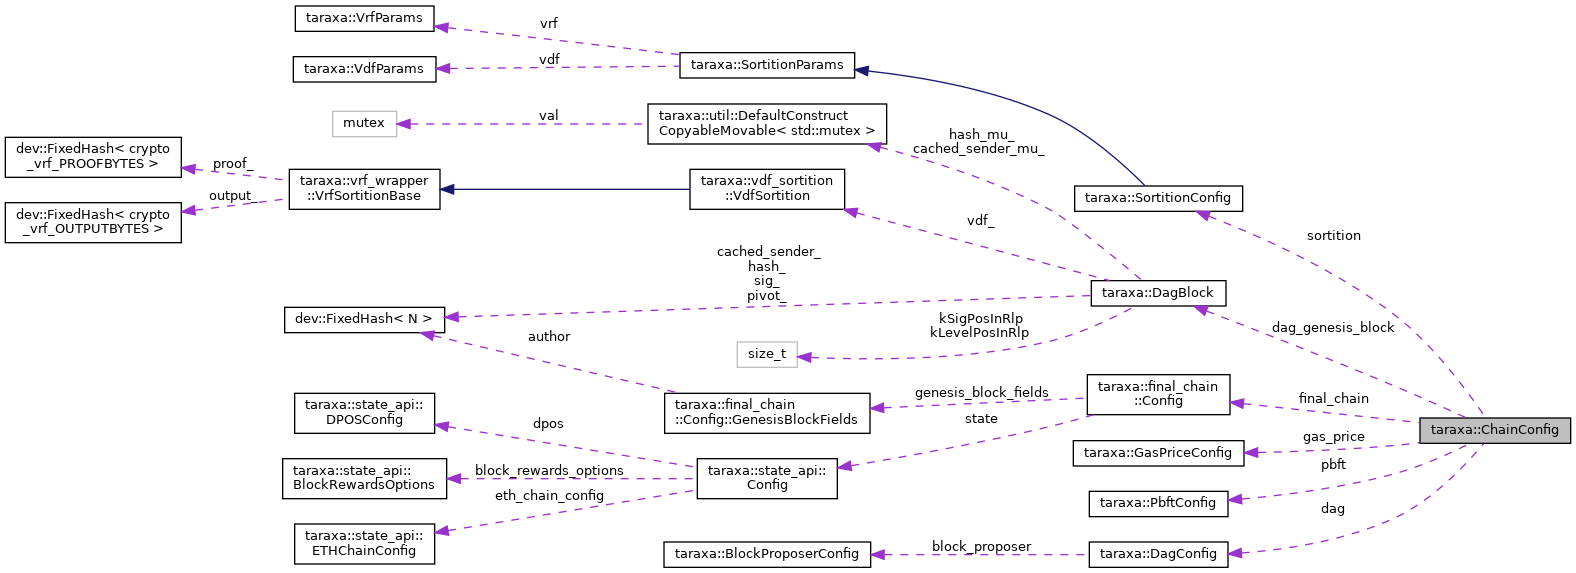 taraxa::VrfParams
vrf
taraxa::VdfParams
vdf
taraxa::SortitionParams
mutex
val
taraxa::util::DefaultConstruct
CopyableMovable< std::mutex >
dev::FixedHash< crypto
_vrf_PROOFBYTES >
proof_
dev::FixedHash< crypto
_vrf_OUTPUTBYTES >
output_
taraxa::vrf_wrapper
::VrfSortitionBase
taraxa::vdf_sortition
::VdfSortition
hash_mu_
cached_sender_mu_
vdf_
taraxa::SortitionConfig
sortition
cached_sender_
hash_
sig_
pivot_
taraxa::DagBlock
dag_genesis_block
dev::FixedHash< N >
author
kSigPosInRlp
kLevelPosInRlp
size_t
taraxa::final_chain
::Config::GenesisBlockFields
genesis_block_fields
taraxa::final_chain
::Config
final_chain
state
taraxa::state_api::
DPOSConfig
dpos
taraxa::state_api::
BlockRewardsOptions
block_rewards_options
taraxa::state_api::
ETHChainConfig
eth_chain_config
taraxa::state_api::
Config
taraxa::ChainConfig
taraxa::GasPriceConfig
gas_price
taraxa::PbftConfig
pbft
taraxa::BlockProposerConfig
block_proposer
taraxa::DagConfig
dag